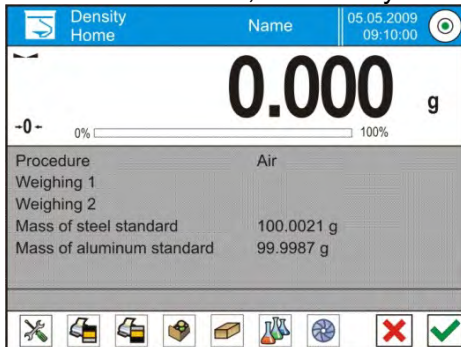 Density Name 05.05.2009
Home 09:10:00
0.000 g
-0- 0% 100%
Procedure Air
Weighing 1
Weighing 2
Mass of steel standard 100.0021 g
Mass of aluminum standard 99.9987 g